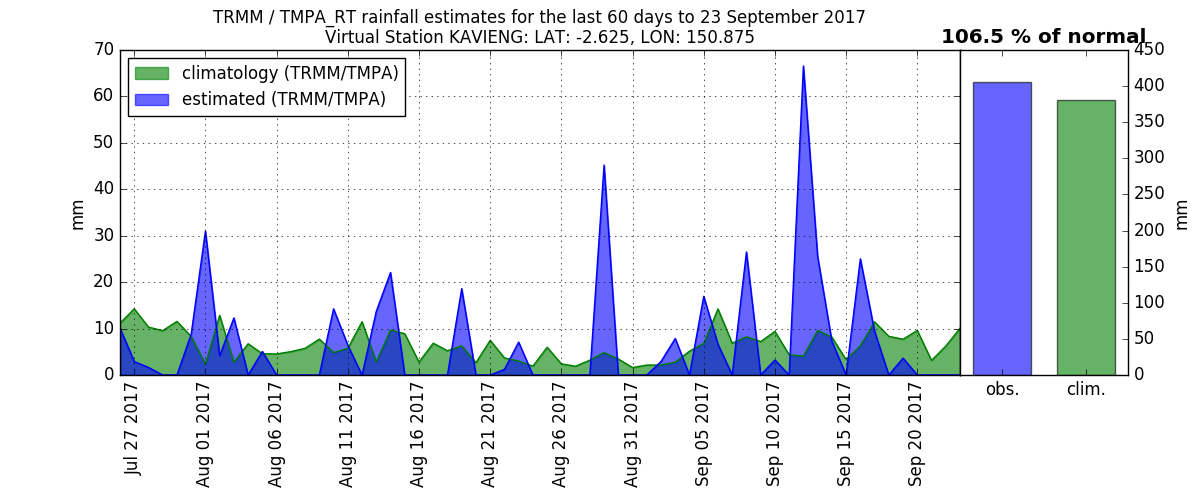 TRMM / TMPA_RT rainfall estimates for the last 60 days to 23 September 2017
Virtual Station KAVIENG: LAT: -2.625, LON: 150.875
106.5 % of normal
climatology (TRMM/TMPA)
estimated (TRMM/TMPA)
mm
70
60
50
40
30
20
10
0
Jul 27 2017
Aug 01 2017
Aug 06 2017
Aug 11 2017
Aug 16 2017
Aug 21 2017
Aug 26 2017
Aug 31 2017
Sep 05 2017
Sep 10 2017
Sep 15 2017
Sep 20 2017
obs.
clim.
450
400
350
300
250
200
150
100
50
0
mm